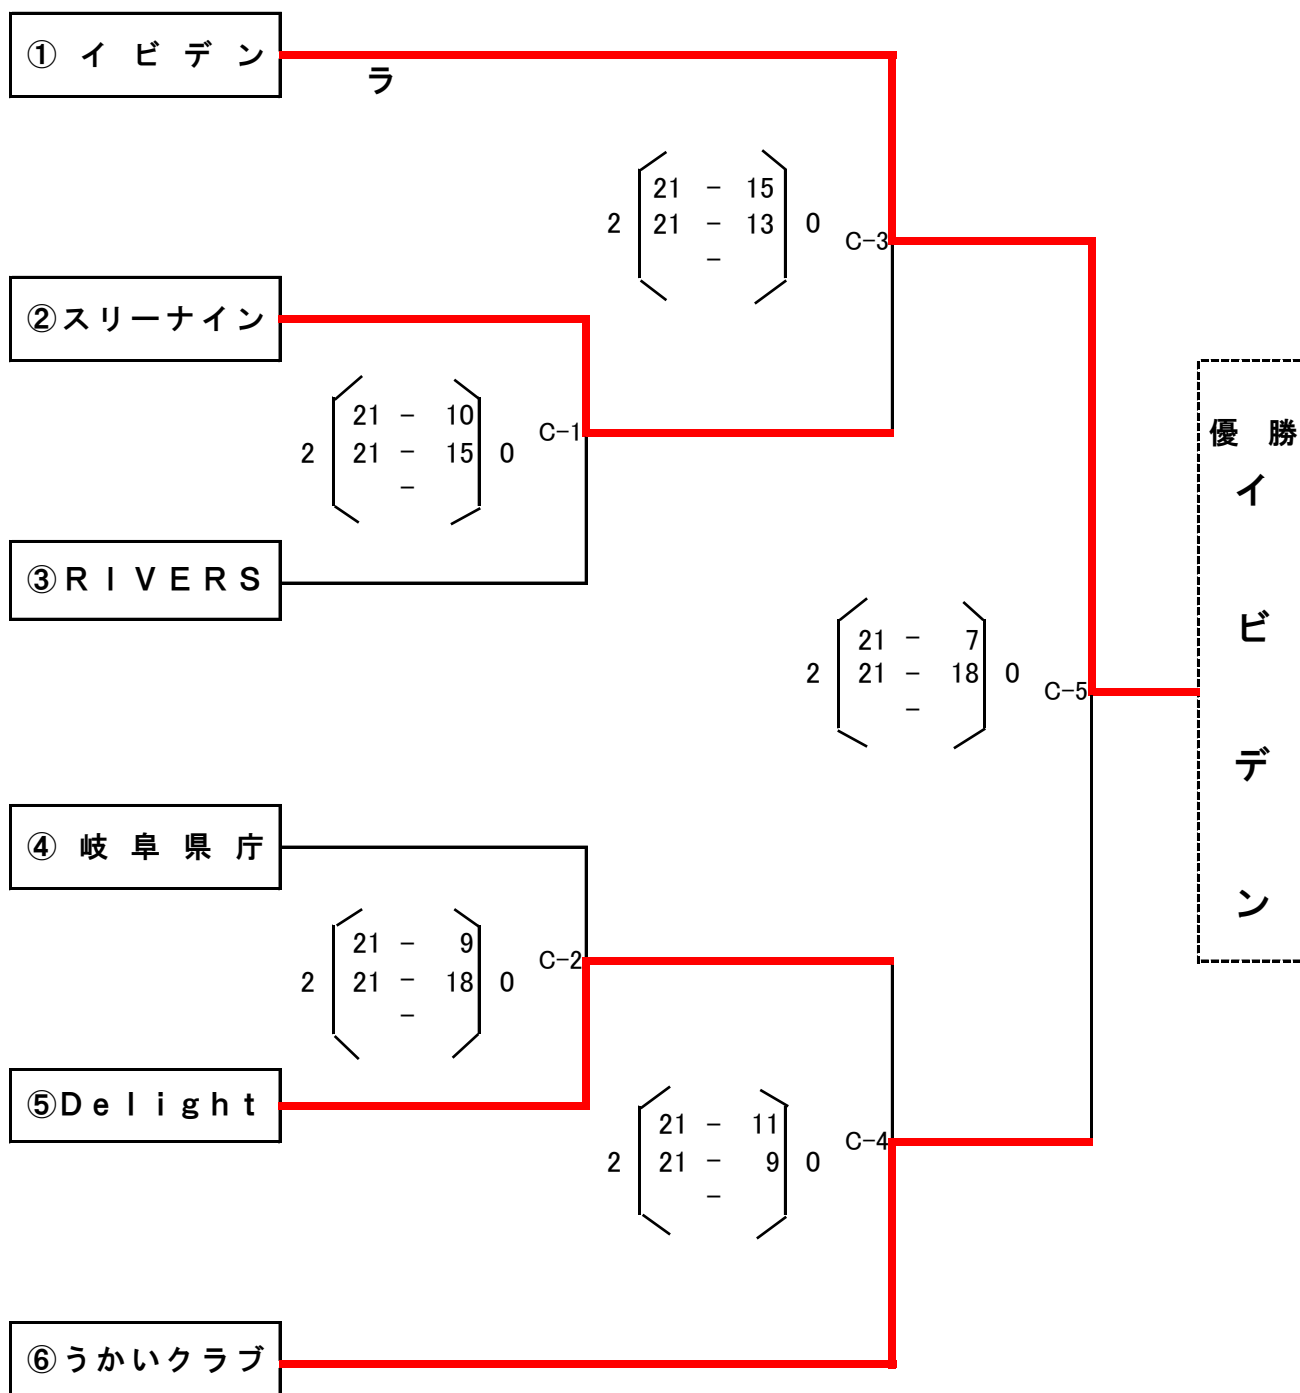 ① イ ビ デ ン
ラ
21 － 15
2 21 － 13 0
－
C-3
②スリーナイン
21 － 10
2 21 － 15 0
－
C-1
③ＲＩＶＥＲＳ
優 勝
イ
ビ
デ
ン
21 － 7
2 21 － 18 0
－
C-5
④ 岐 阜 県 庁
21 － 9
2 21 － 18 0
－
C-2
⑤Ｄｅｌｉｇｈｔ
21 － 11
2 21 － 9 0
－
C-4
⑥うかいクラブ